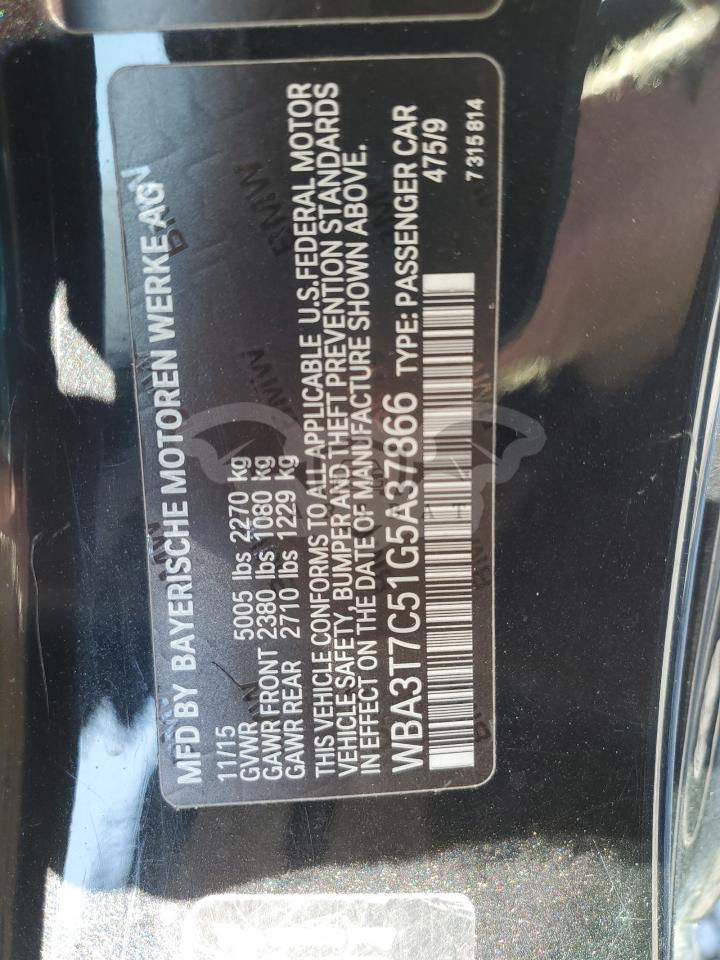 MFD BY BAYERISCHE MOTOREN WERKE AG
11/15
GVWR 5005 lbs 2270 kg
GAWR FRONT 2380 lbs 1080 kg
GAWR REAR 2710 lbs 1229 kg
THIS VEHICLE CONFORMS TO ALL APPLICABLE U.S.FEDERAL MOTOR
VEHICLE SAFETY, BUMPER AND THEFT PREVENTION STANDARDS
IN EFFECT ON THE DATE OF MANUFACTURE SHOWN ABOVE.
WBA3T7C51G5A37866 TYPE: PASSENGER CAR
475/9
7 315 814